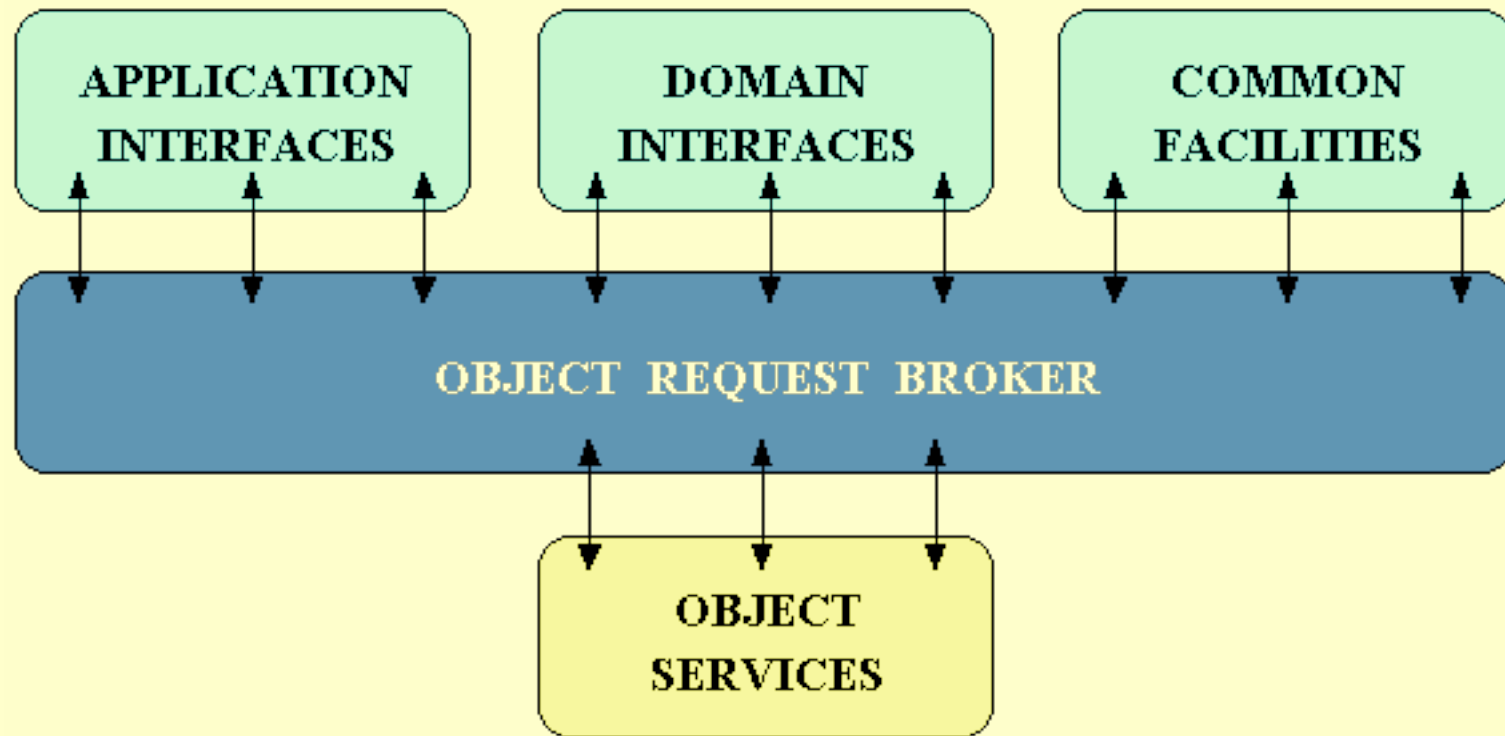 APPLICATION
INTERFACES
DOMAIN
INTERFACES
COMMON
FACILITIES
OBJECT REQUEST BROKER
OBJECT
SERVICES